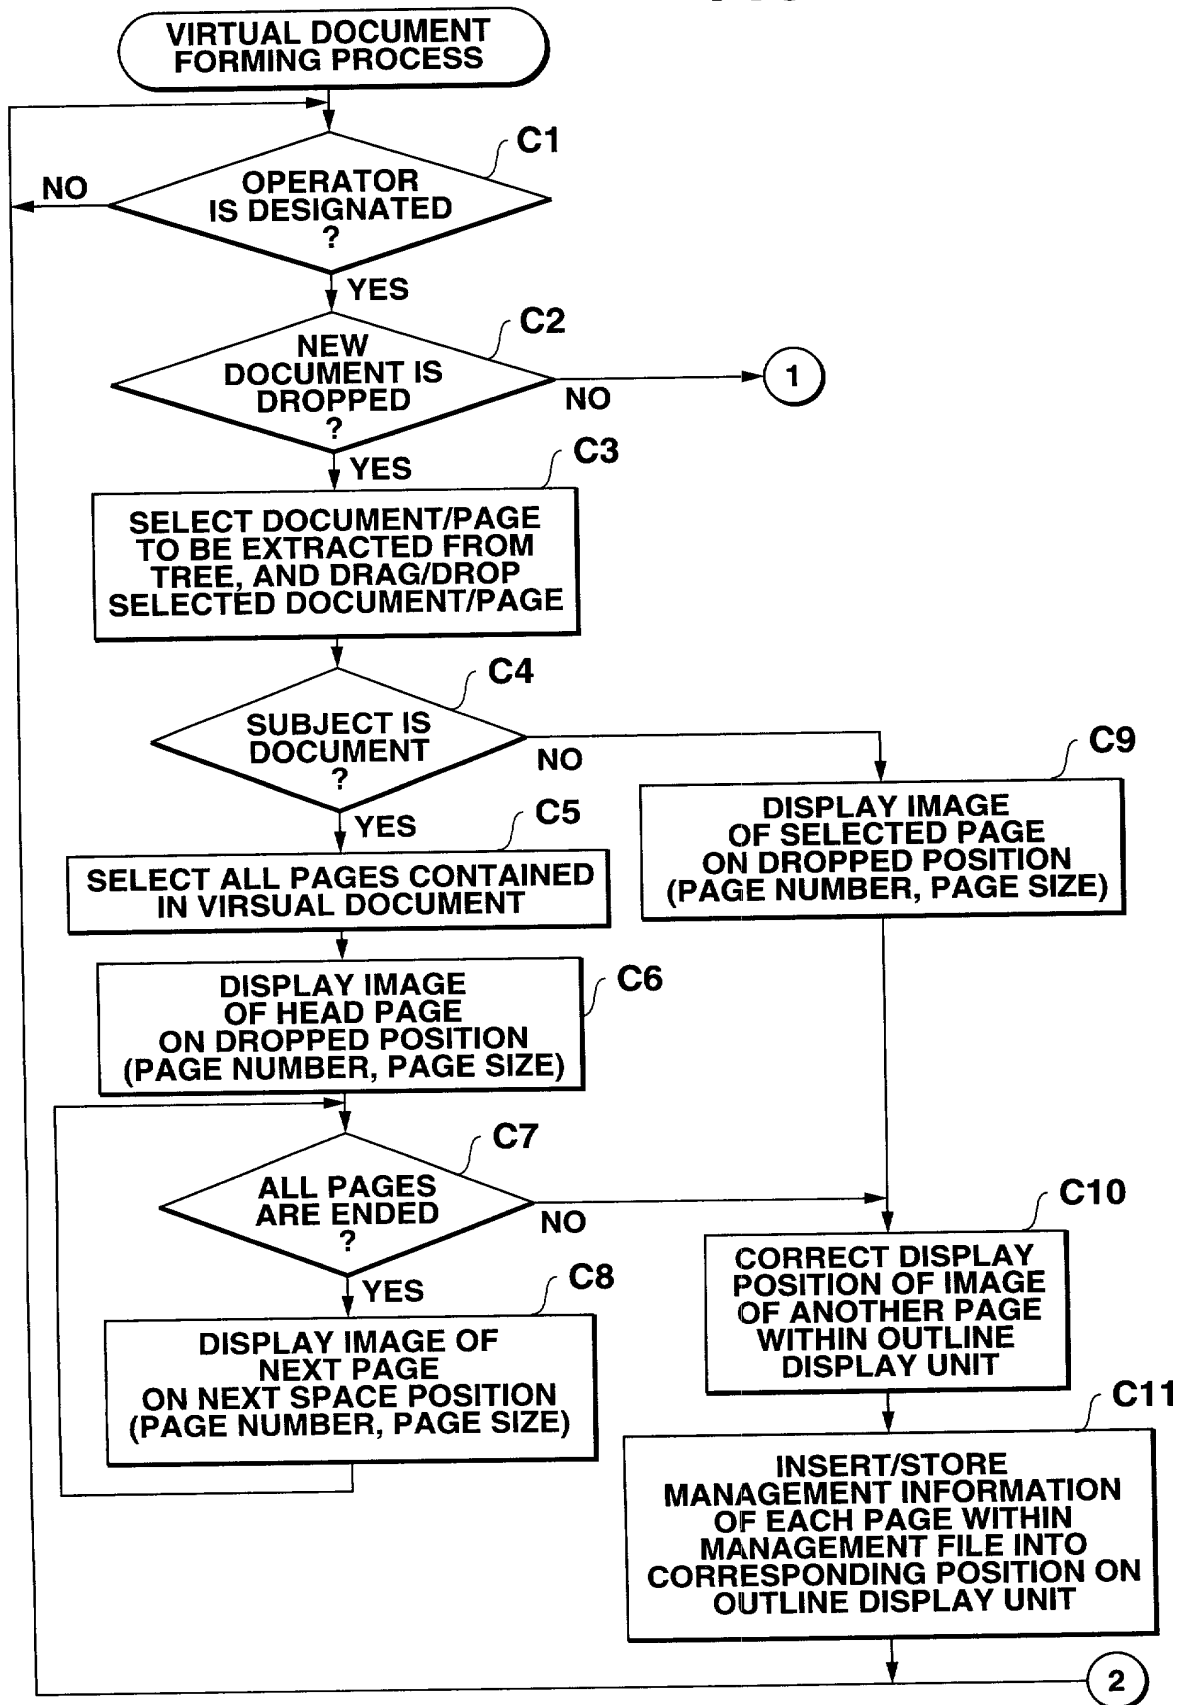 VIRTUAL DOCUMENT
FORMING PROCESS
C1
OPERATOR
IS DESIGNATED
?
NO
YES
C2
NEW
DOCUMENT IS
DROPPED
?
NO
1
YES
C3
SELECT DOCUMENT/PAGE
TO BE EXTRACTED FROM
TREE, AND DRAG/DROP
SELECTED DOCUMENT/PAGE
C4
SUBJECT IS
DOCUMENT
?
NO
YES
C9
DISPLAY IMAGE
OF SELECTED PAGE
ON DROPPED POSITION
(PAGE NUMBER, PAGE SIZE)
C5
SELECT ALL PAGES CONTAINED
IN VIRSUAL DOCUMENT
C6
DISPLAY IMAGE
OF HEAD PAGE
ON DROPPED POSITION
(PAGE NUMBER, PAGE SIZE)
C7
ALL PAGES
ARE ENDED
?
NO
YES
C8
DISPLAY IMAGE OF
NEXT PAGE
ON NEXT SPACE POSITION
(PAGE NUMBER, PAGE SIZE)
C10
CORRECT DISPLAY
POSITION OF IMAGE
OF ANOTHER PAGE
WITHIN OUTLINE
DISPLAY UNIT
C11
INSERT/STORE
MANAGEMENT INFORMATION
OF EACH PAGE WITHIN
MANAGEMENT FILE INTO
CORRESPONDING POSITION ON
OUTLINE DISPLAY UNIT
2